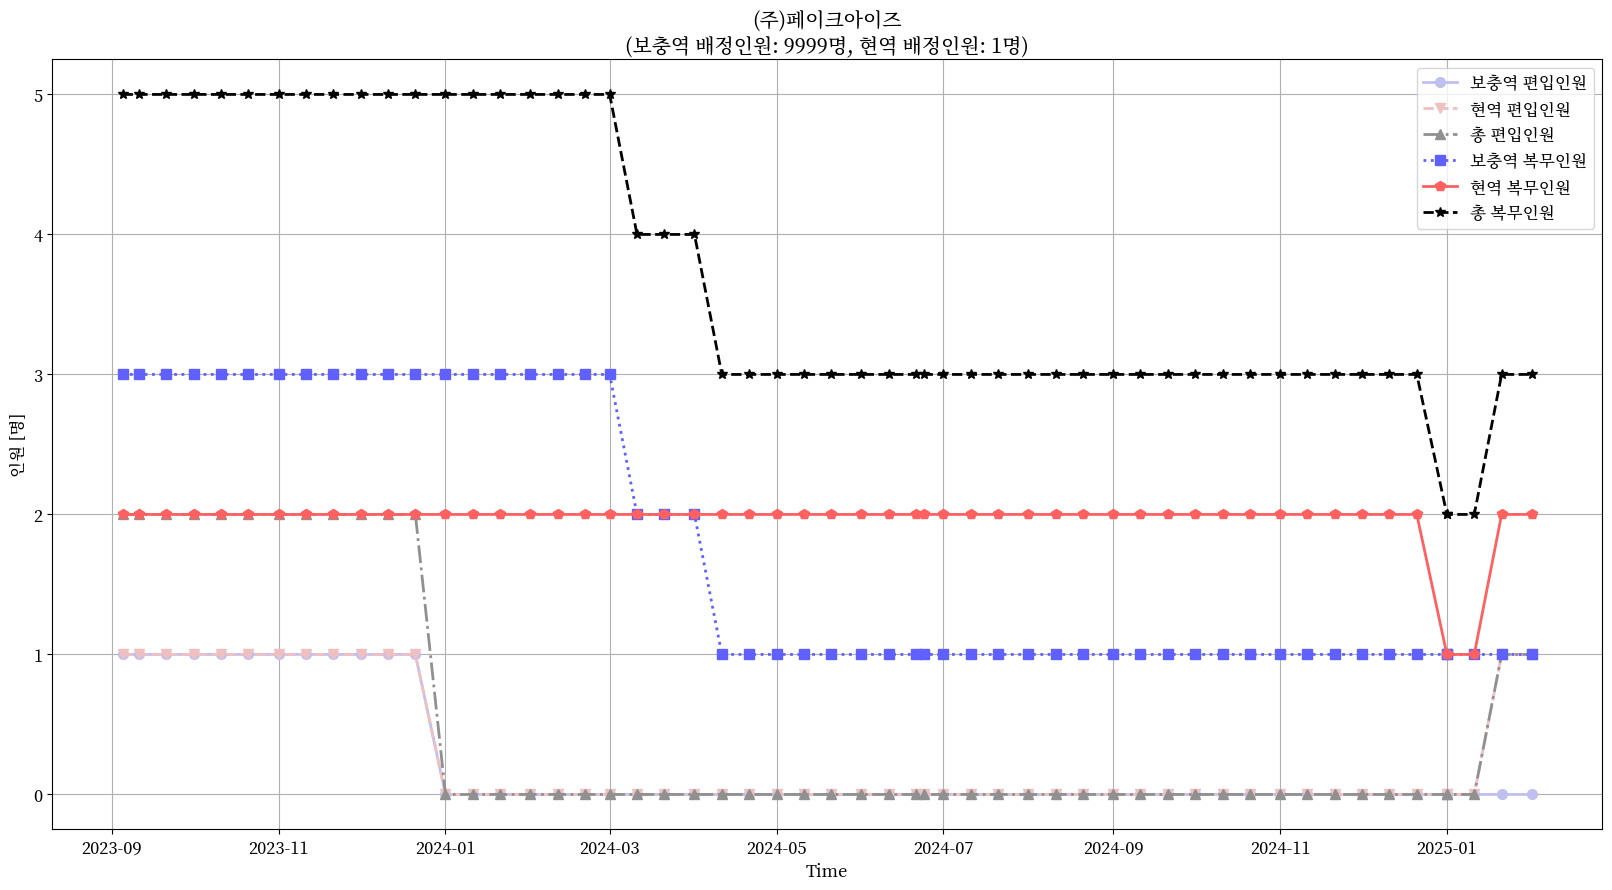 (주)페이크아이즈
(보충역 배정인원: 9999명, 현역 배정인원: 1명)
보충역 편입인원
현역 편입인원
총 편입인원
보충역 복무인원
현역 복무인원
총 복무인원
인원 [명]
5
4
3
2
1
0
2023-09
2023-11
2024-01
2024-03
2024-05
2024-07
2024-09
2024-11
2025-01
Time